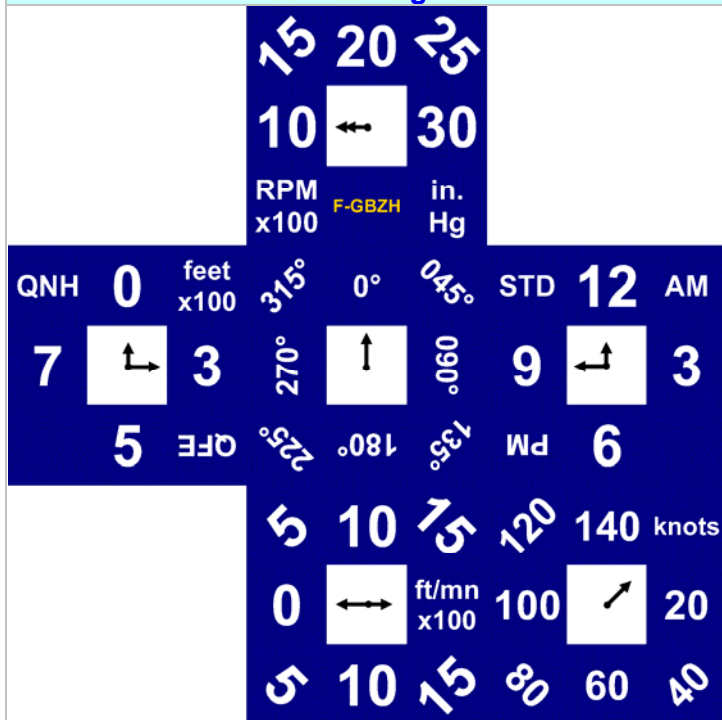 15 20 25
10 30
RPM in.
x100 F-GBZH Hg
QNH 0 feet x100 315° 0° 045° STD 12 AM
7 3 270° 090° 9 3
5 QFE 225° 180° 135° PM 6
5 10 15 120 140 knots
0 ft/mn x100 100 20
5 10 15 80 60 40